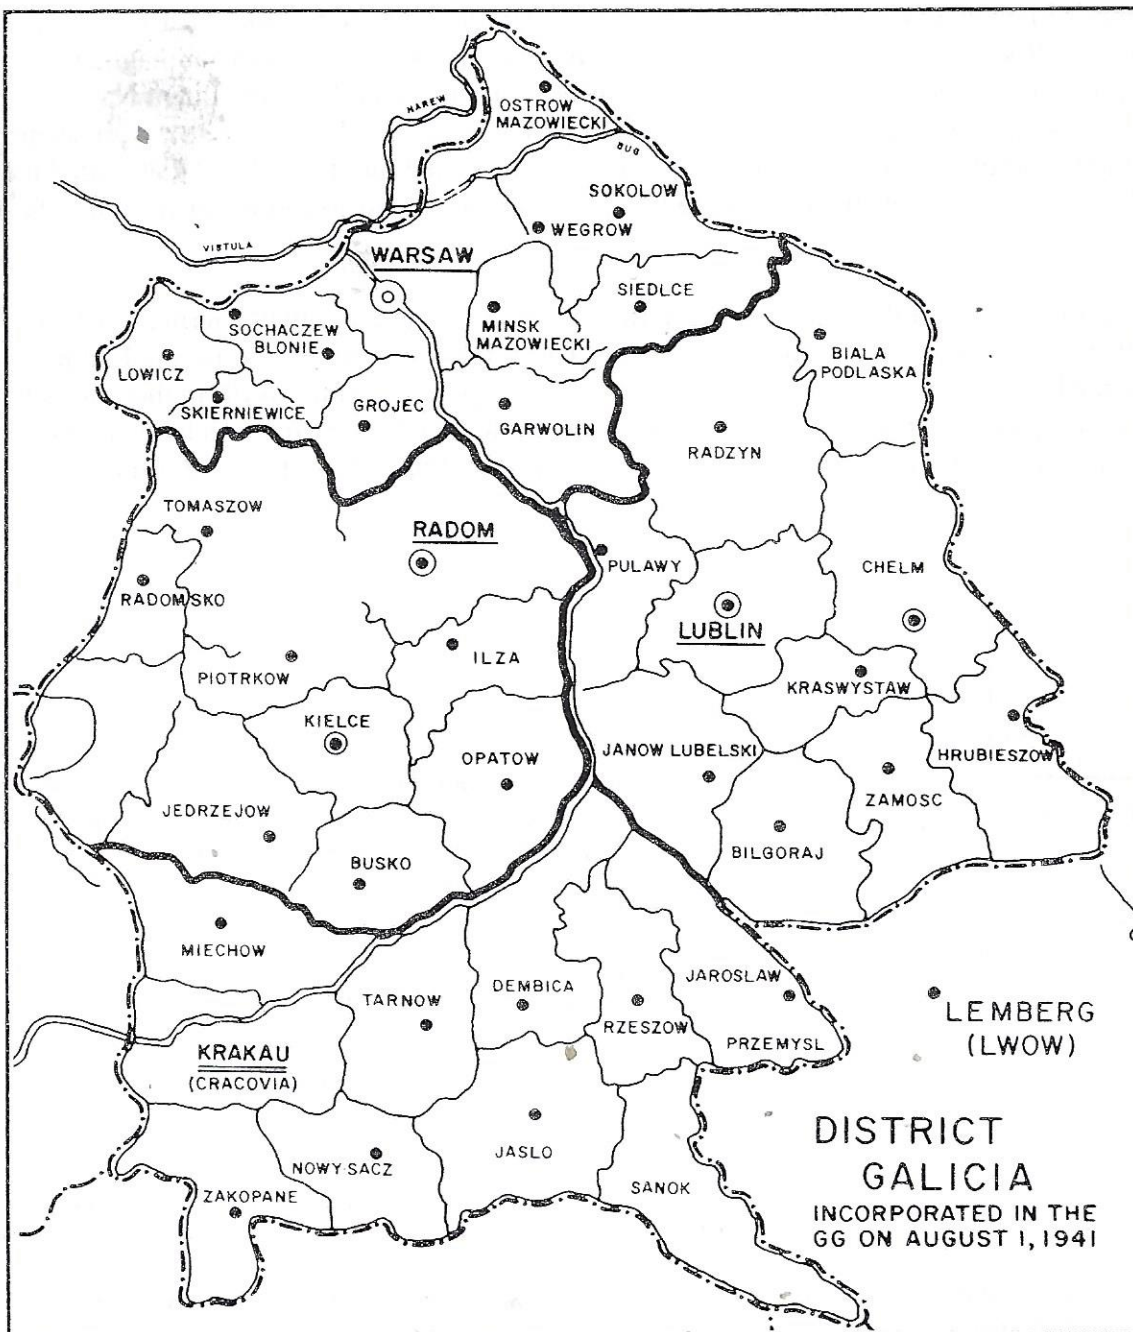 NAREW
OSTROW
MAZOWIECKI
BUG
SOKOLOW
WEGROW
VISTULA
WARSAW
SIEDLCE
MINSK
MAZOWIECKI
SOCHACZEW
BLONIE
LOWICZ
SKIERNIEWICE
GROJEC
GARWOLIN
BIALA
PODLASKA
RADZYN
TOMASZOW
RADOM
RADOMSKO
PULAWY
CHELM
LUBLIN
ILZA
PIOTRKOW
KRASWYSTAW
KIELCE
OPATOW
JANOW LUBELSKI
HRUBIESZOW
ZAMOSC
JEDRZEJOW
BUSKO
BILGORAJ
MIECHOW
TARNOW
DEMBICA
RZESZOW
JAROSLAW
PRZEMYSL
LEMBERG
(LWOW)
KRAKAU
(CRACOVIA)
NOWY-SACZ
JASLO
SANOK
ZAKOPANE
DISTRICT
GALICIA
INCORPORATED IN THE
GG ON AUGUST 1, 1941